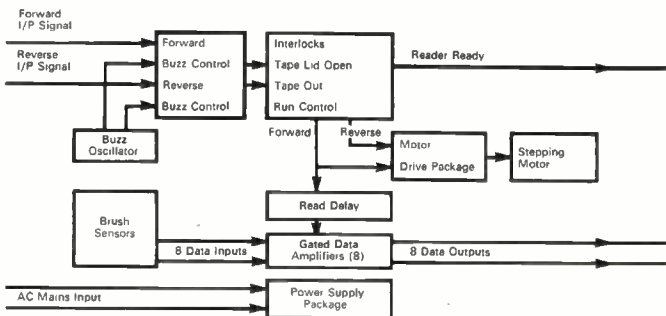 Forward
I/P Signal
Reverse
I/P Signal
Forward
Buzz Control
Reverse
Buzz Control
Buzz
Oscillator
Interlocks
Tape Lid Open
Tape Out
Run Control
Reader Ready
Forward
Reverse
Motor
Drive Package
Stepping
Motor
Read Delay
Brush
Sensors
8 Data Inputs
Gated Data
Amplifiers (8)
8 Data Outputs
AC Mains Input
Power Supply
Package